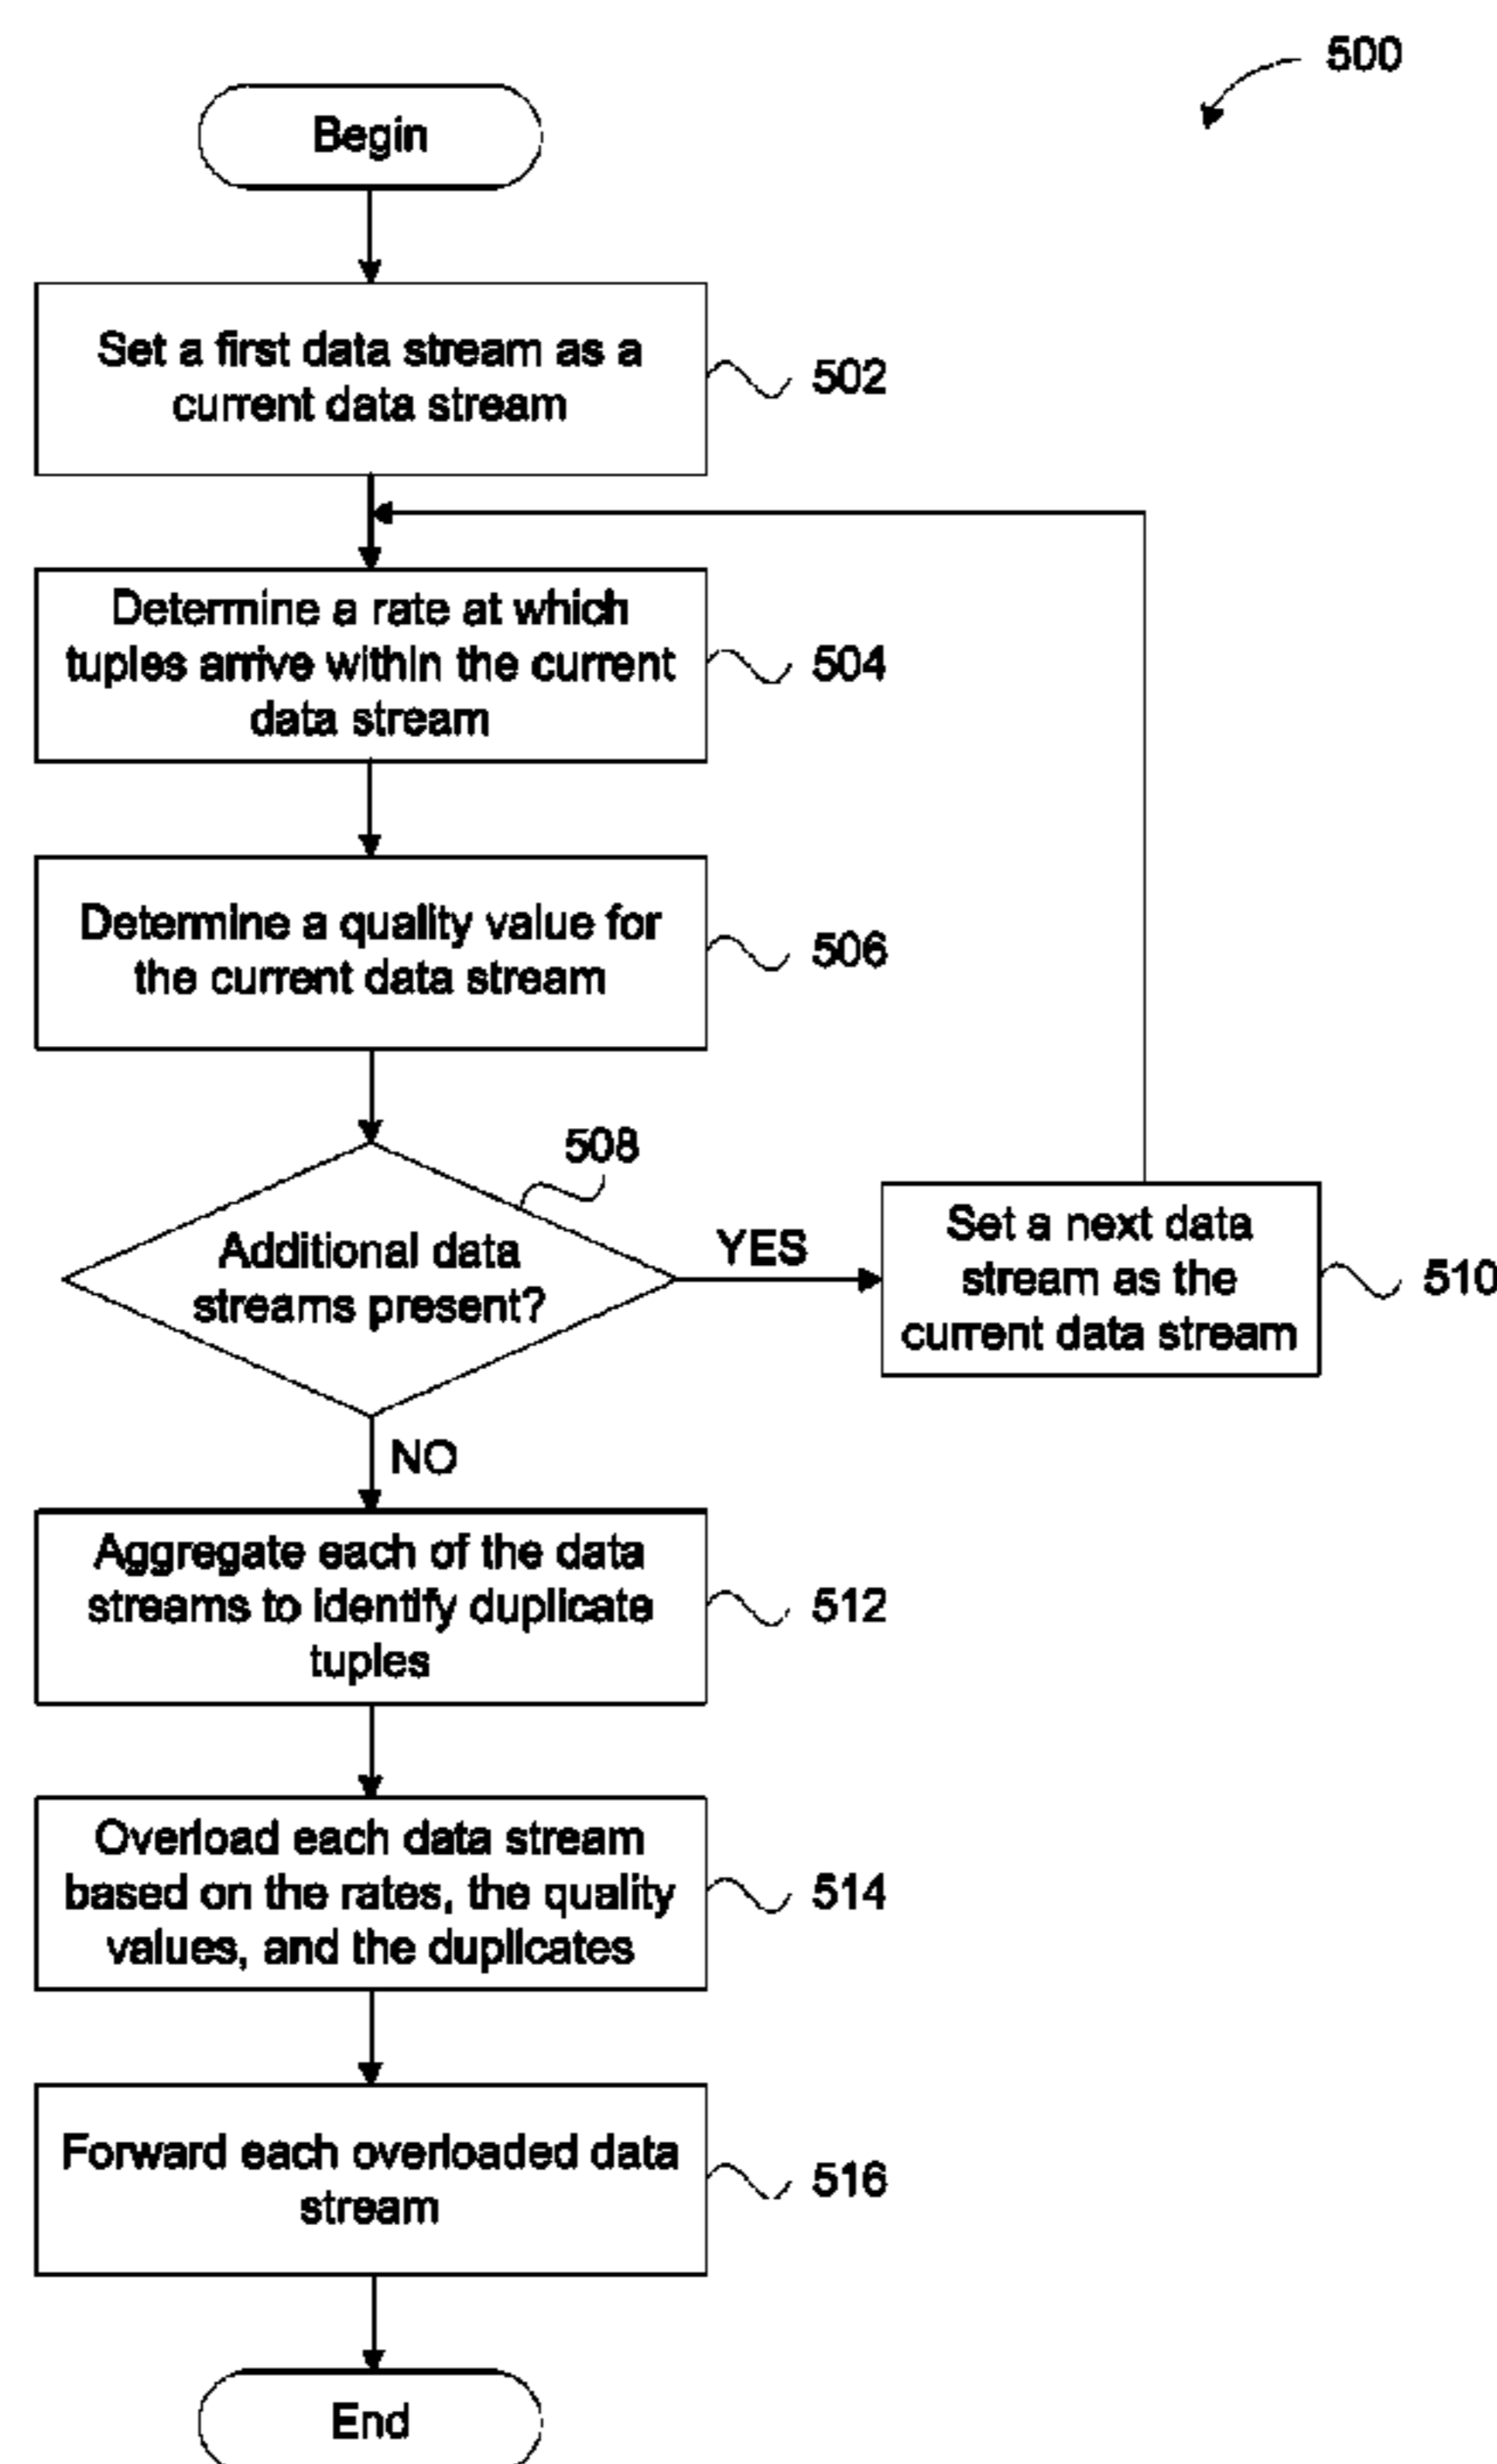 500
Begin
Set a first data stream as a
current data stream
502
Determine a rate at which
tuples arrive within the current
data stream
504
Determine a quality value for
the current data stream
506
508
Additional data
streams present?
YES
Set a next data
stream as the
current data stream
510
NO
Aggregate each of the data
streams to identify duplicate
tuples
512
Overload each data stream
based on the rates, the quality
values, and the duplicates
514
Forward each overloaded data
stream
516
End